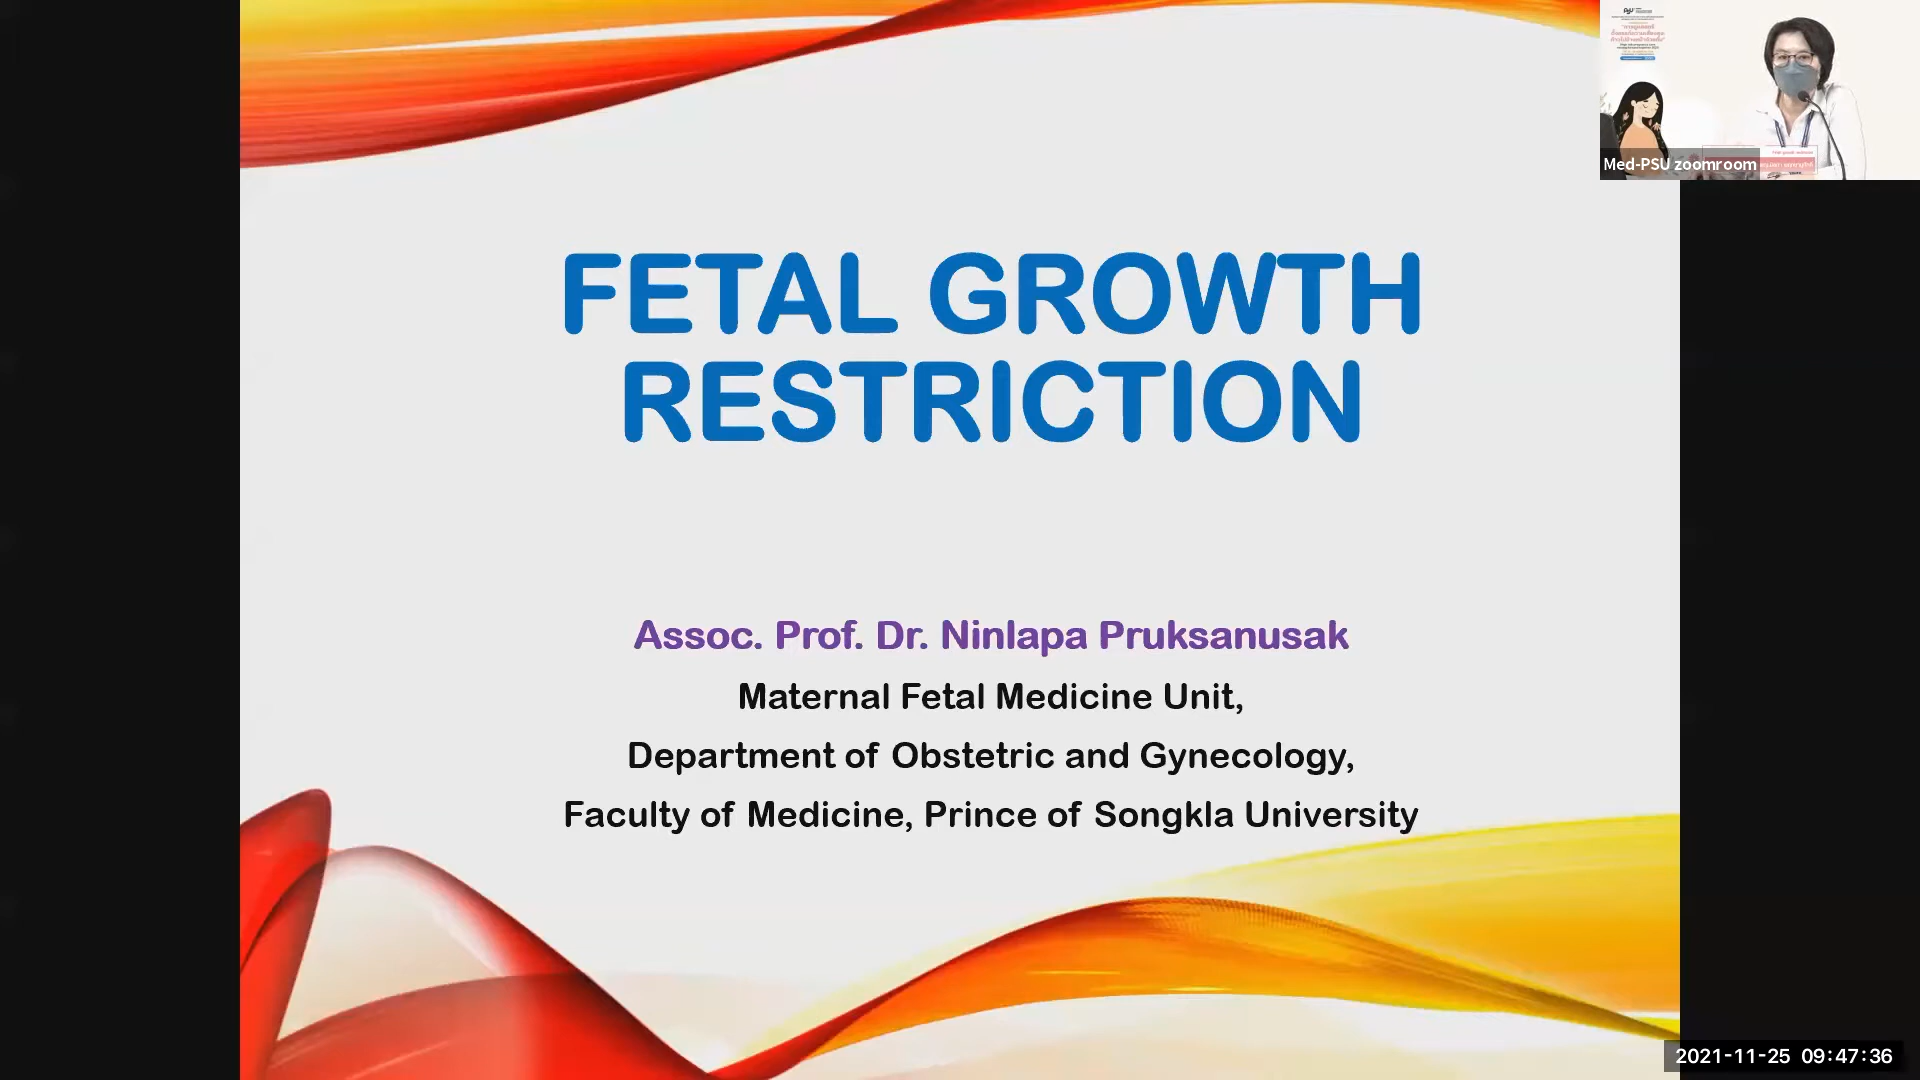 FETAL GROWTH
RESTRICTION
Assoc. Prof. Dr. Ninlapa Pruksanusak
Maternal Fetal Medicine Unit,
Department of Obstetric and Gynecology,
Faculty of Medicine, Prince of Songkla University
Med-PSU zoomroom
2021-11-25 09:47:36